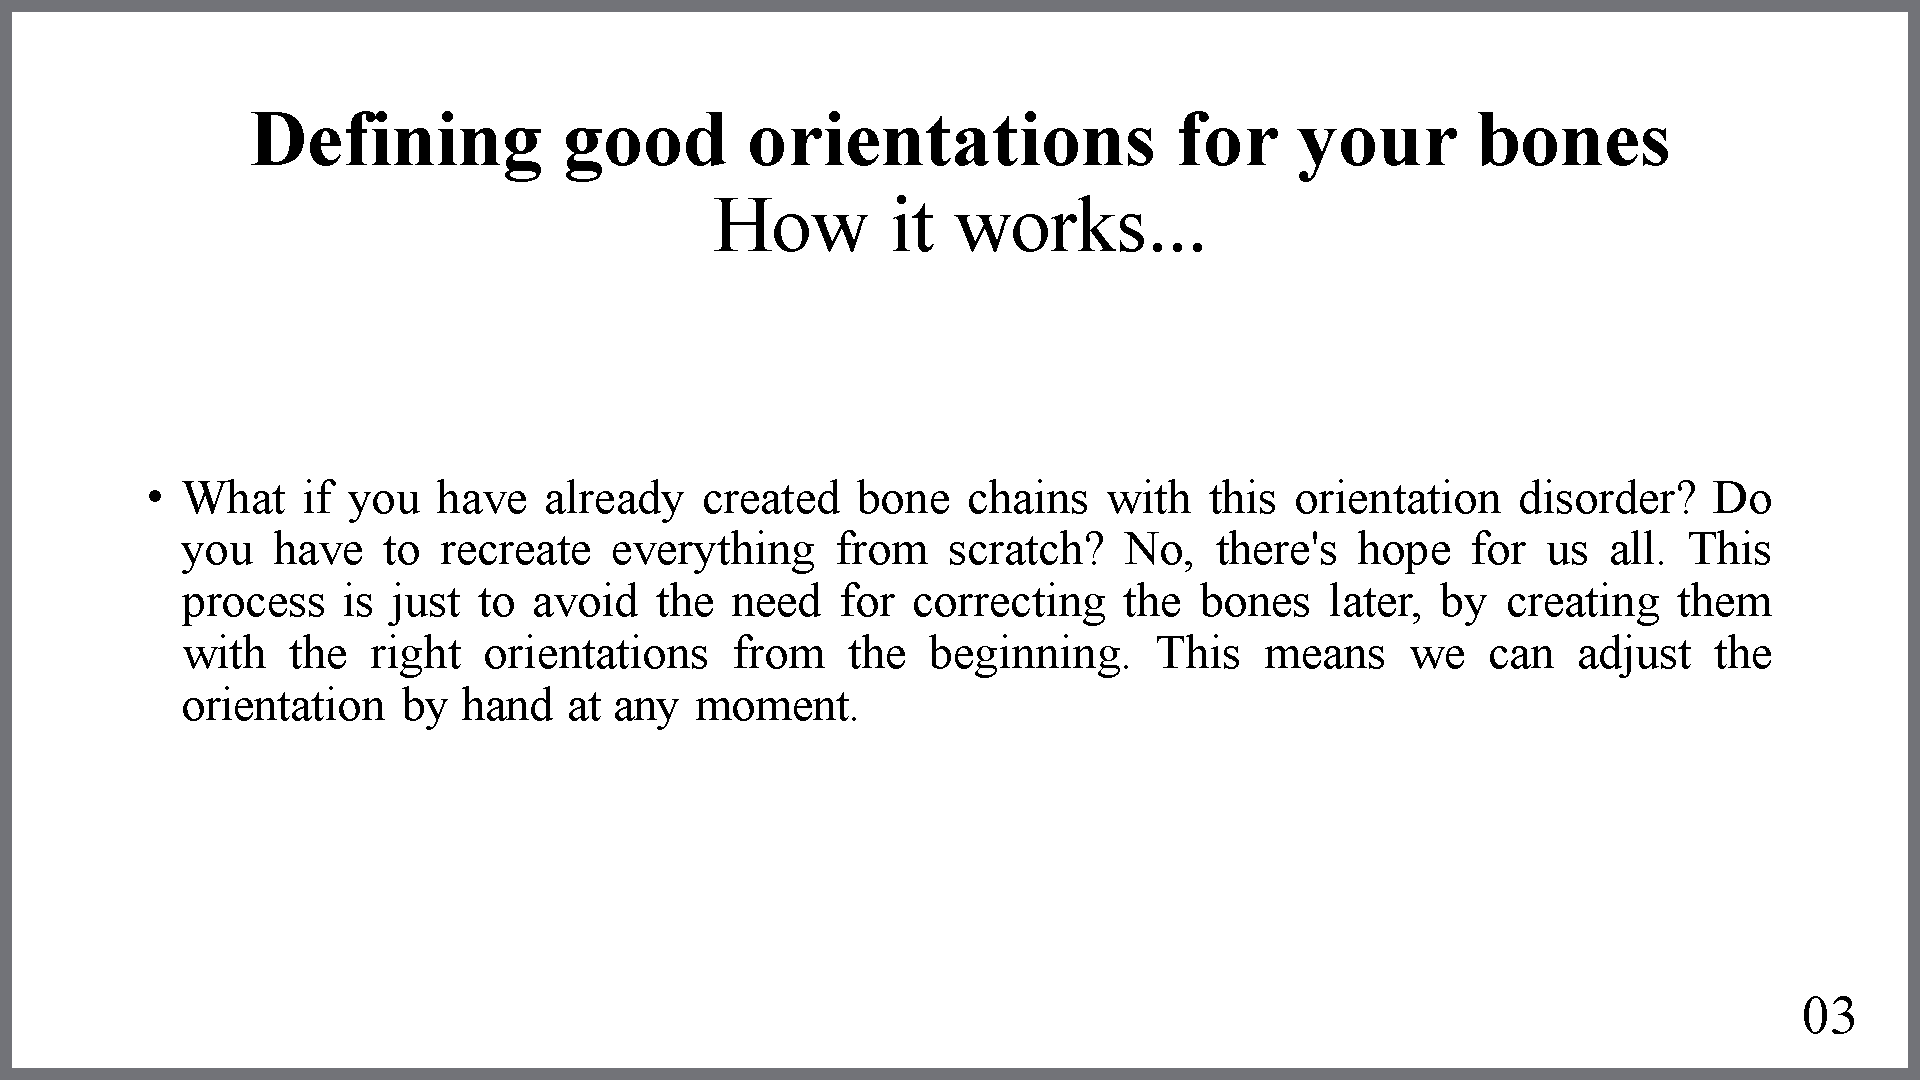 Defining good orientations for your bones
How it works...
• What if you have already created bone chains with this orientation disorder? Do
you have to recreate everything from scratch? No, there's hope for us all. This
process is just to avoid the need for correcting the bones later, by creating them
with the right orientations from the beginning. This means we can adjust the
orientation by hand at any moment.
03